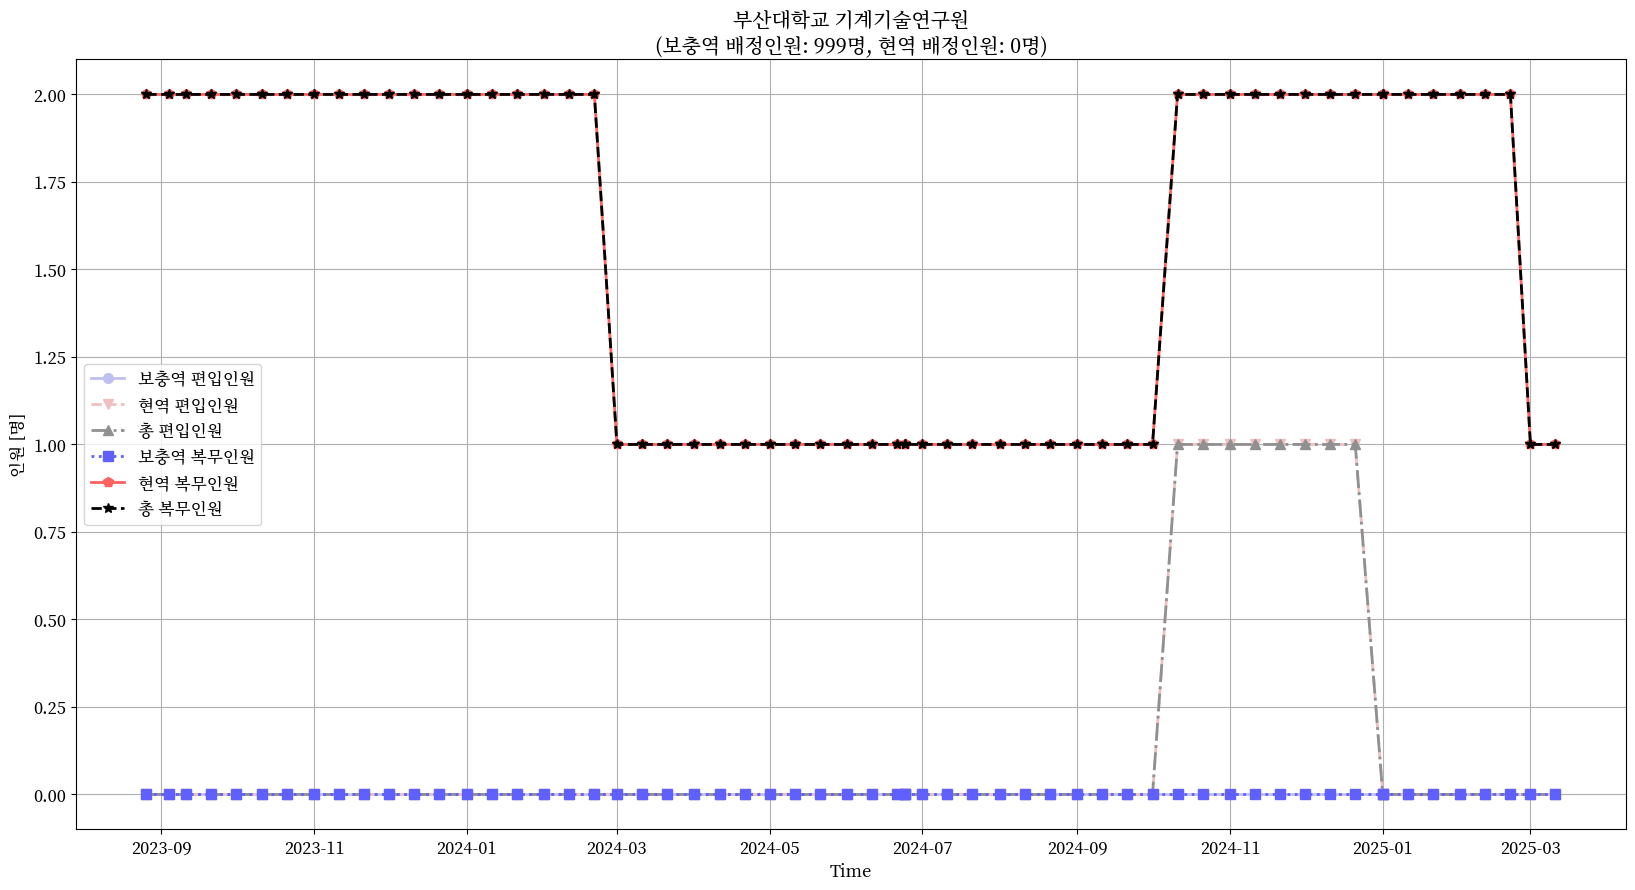 부산대학교 기계기술연구원
(보충역 배정인원: 999명, 현역 배정인원: 0명)
인원 [명]
2.00
1.75
1.50
1.25
1.00
0.75
0.50
0.25
0.00
보충역 편입인원
현역 편입인원
총 편입인원
보충역 복무인원
현역 복무인원
총 복무인원
2023-09 2023-11 2024-01 2024-03 2024-05 2024-07 2024-09 2024-11 2025-01 2025-03
Time